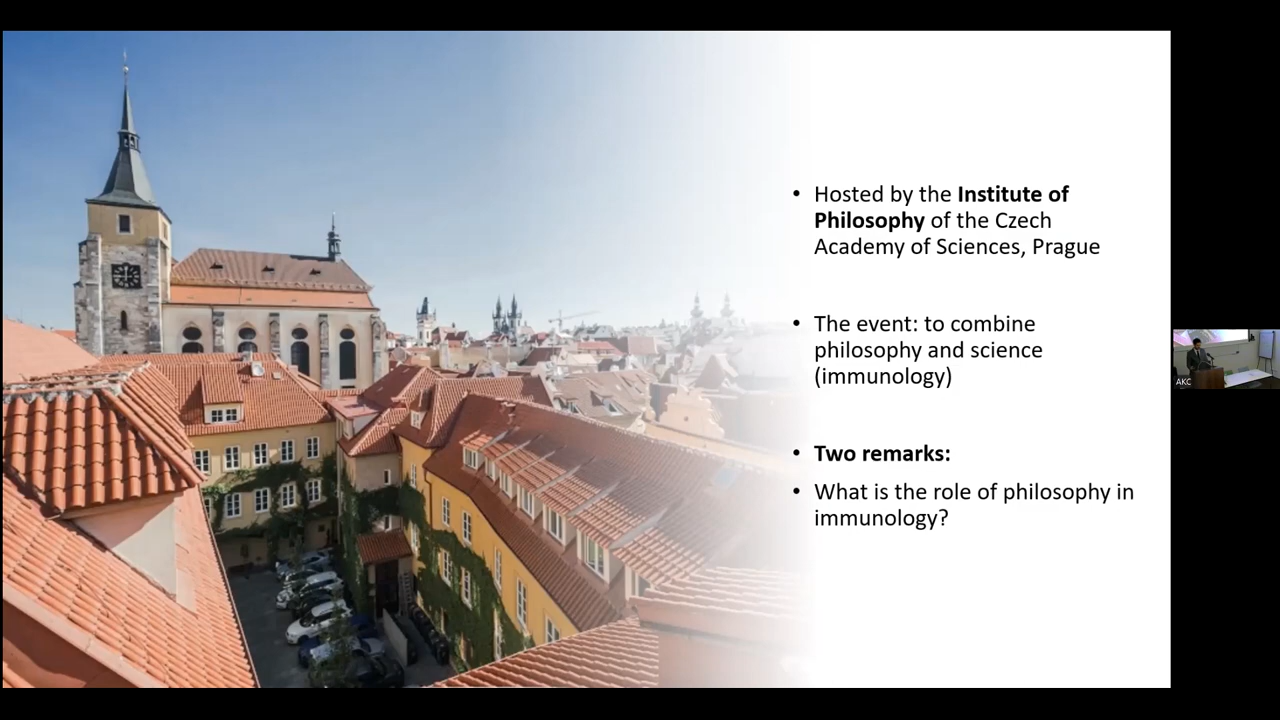 • Hosted by the Institute of
Philosophy of the Czech
Academy of Sciences, Prague
• The event: to combine
philosophy and science
(immunology)
• Two remarks:
• What is the role of philosophy in
immunology?
AKC